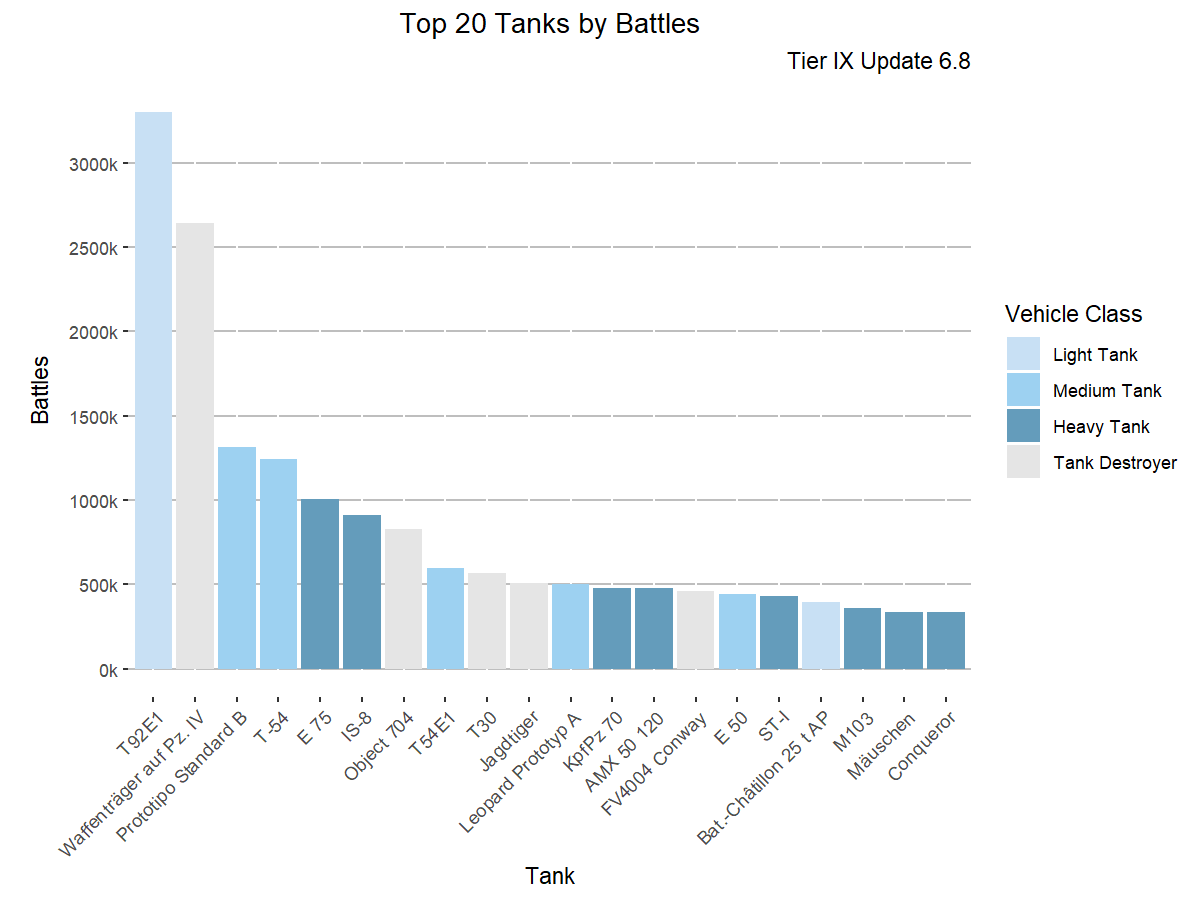 Top 20 Tanks by Battles
Tier IX Update 6.8
Battles
3000k
2500k
2000k
1500k
1000k
500k
0k
T92E1
Waffenträger auf Pz. IV
Prototipo Standard B
T-54
E 75
IS-8
Object 704
T54E1
T30
Jagdtiger
Leopard Prototyp A
KpfPz 70
AMX 50 120
FV4004 Conway
E 50
ST-I
Bat.-Châtillon 25 t AP
M103
Mäuschen
Conqueror
Tank
Vehicle Class
Light Tank
Medium Tank
Heavy Tank
Tank Destroyer